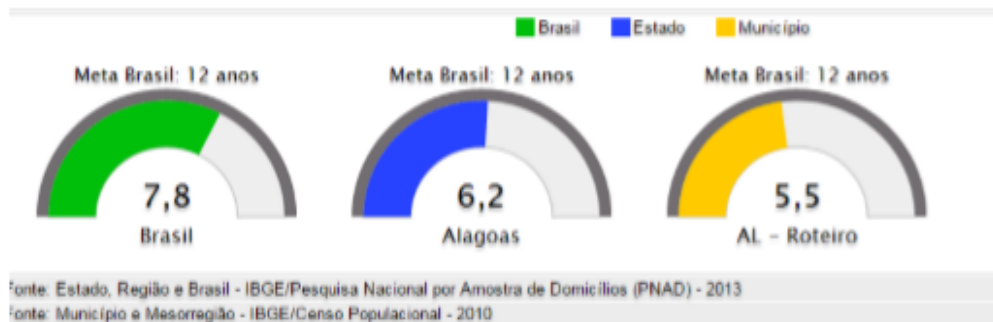 Brasil Estado Município
Meta Brasil: 12 anos Meta Brasil: 12 anos Meta Brasil: 12 anos
7,8 6,2 5,5
Brasil Alagoas AL - Roteiro
Fonte: Estado, Região e Brasil - IBGE/Pesquisa Nacional por Amostra de Domicílios (PNAD) - 2013
Fonte: Município e Mesorregião - IBGE/Censo Populacional - 2010